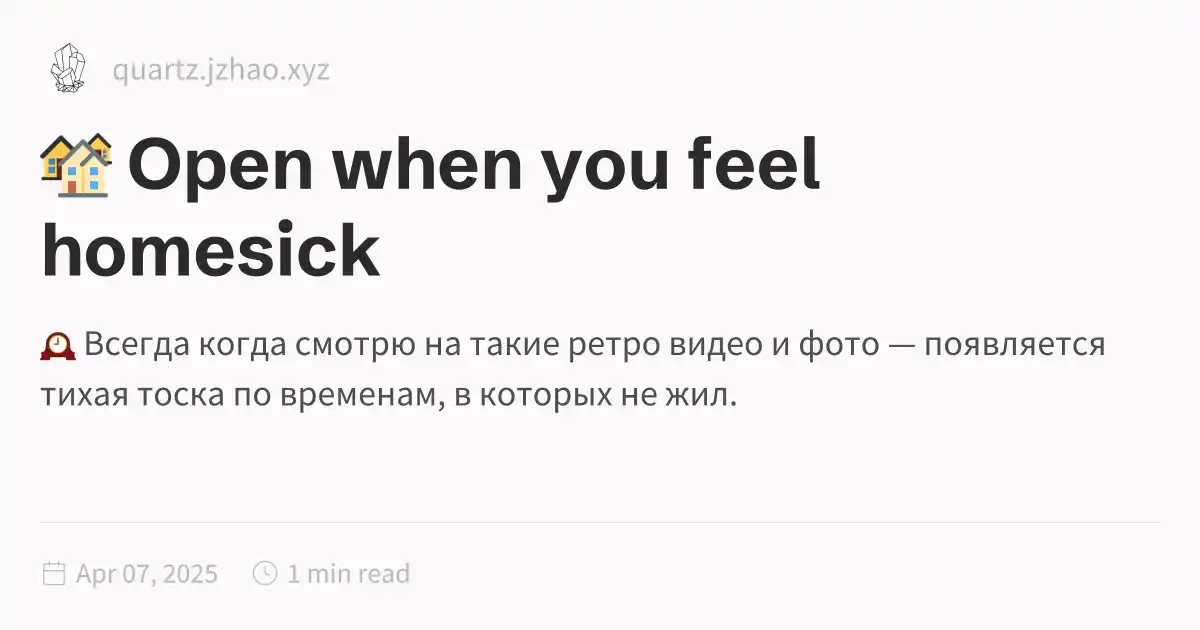 quartz.jzhao.xyz
🏘️ Open when you feel
homesick
🕰️ Всегда когда смотрю на такие ретро видео и фото — появляется
тихая тоска по временам, в которых не жил.
Apr 07, 2025 1 min read